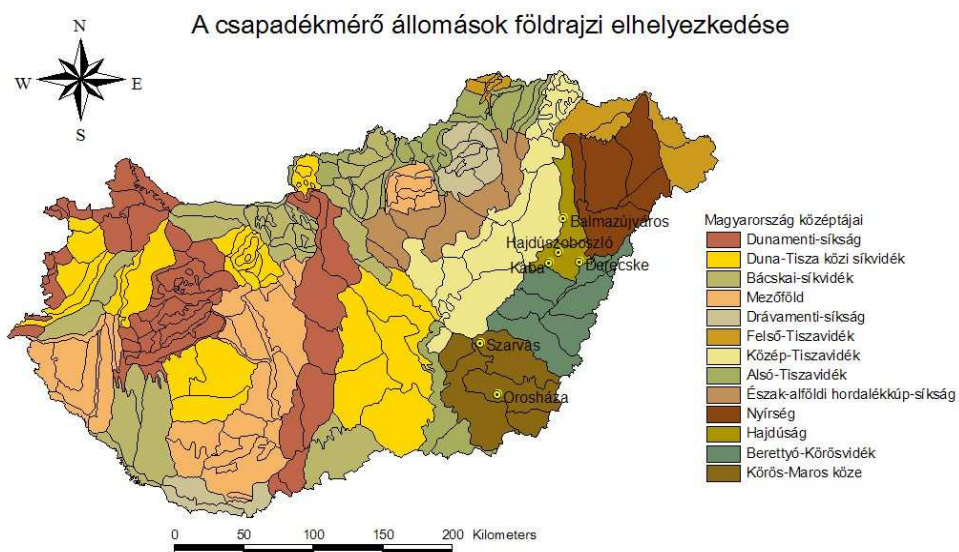 A csapadékmérő állomások földrajzi elhelyezkedése
N
W E
S
Balmazújváros
Hajdúszoboszló
Kaba
Derecske
Szarvas
Orosháza
Magyarország középtájai
Dunamenti-síkság
Duna-Tisza közi síkvidék
Bácskai-síkvidék
Mezőföld
Drávamenti-síkság
Felső-Tiszavidék
Közép-Tiszavidék
Alsó-Tiszavidék
Észak-alföldi hordalékkúp-síkság
Nyírség
Hajdúság
Berettyó-Körösvidék
Körös-Maros köze
0 50 100 150 200 Kilometers